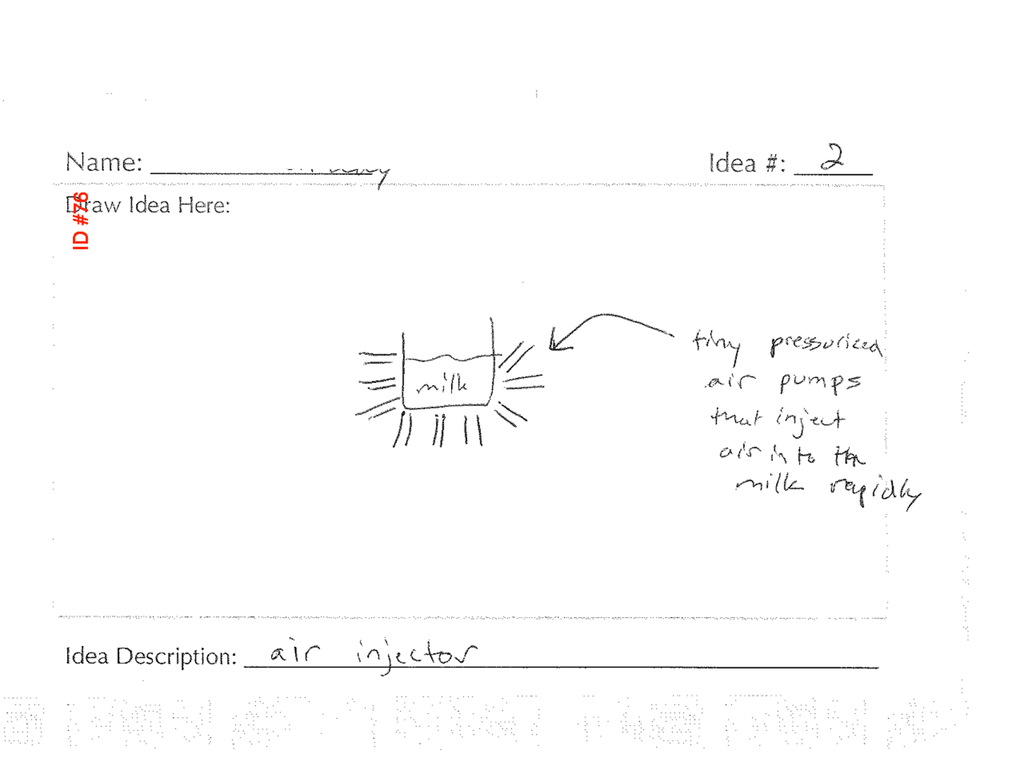 Name:
Idea #: 2
ID #76
Draw Idea Here:
milk
tiny pressurized
air pumps
that inject
air into the
milk rapidly
Idea Description: air injector